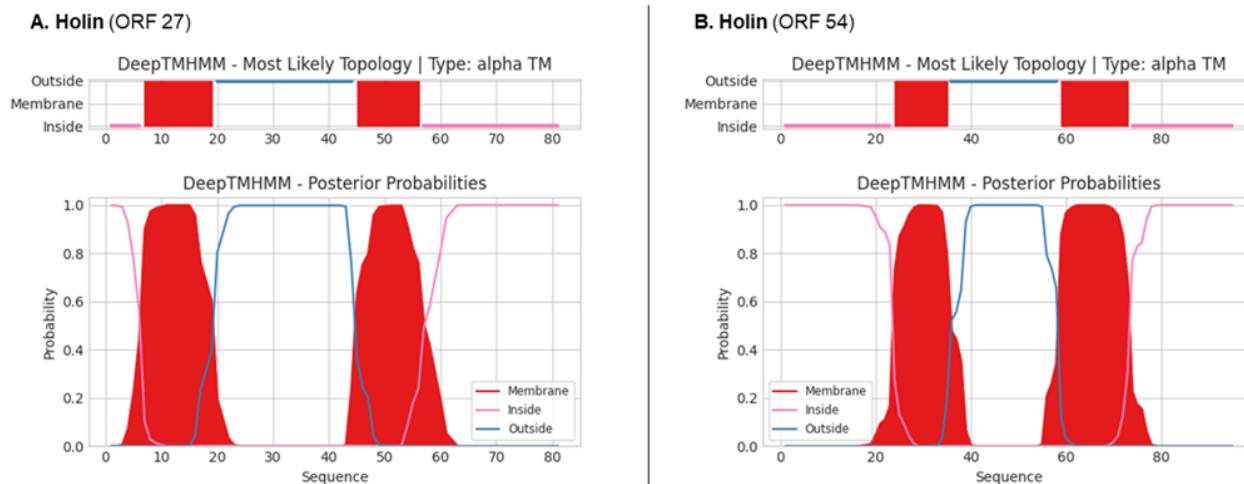 A. Holin (ORF 27)
DeepTMHMM - Most Likely Topology | Type: alpha TM
Outside
Membrane
Inside
0 10 20 30 40 50 60 70 80
DeepTMHMM - Posterior Probabilities
1.0
0.8
0.6
0.4
0.2
0.0
Probability
Membrane
Inside
Outside
0 10 20 30 40 50 60 70 80
Sequence
B. Holin (ORF 54)
DeepTMHMM - Most Likely Topology | Type: alpha TM
Outside
Membrane
Inside
0 20 40 60 80
DeepTMHMM - Posterior Probabilities
1.0
0.8
0.6
0.4
0.2
0.0
Probability
Membrane
Inside
Outside
0 20 40 60 80
Sequence